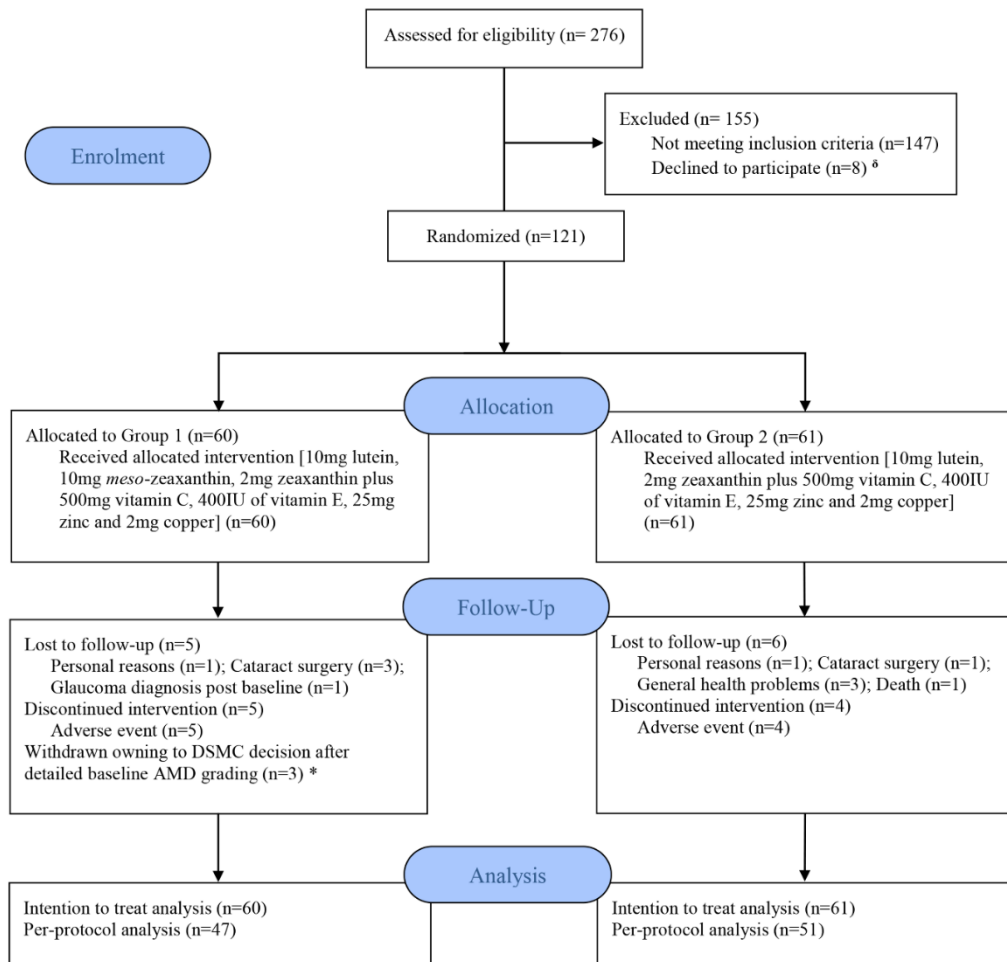 Assessed for eligibility (n= 276)
Excluded (n= 155)
Not meeting inclusion criteria (n=147)
Declined to participate (n=8) δ
Enrolment
Randomized (n=121)
Allocation
Allocated to Group 1 (n=60)
Received allocated intervention [10mg lutein,
10mg meso-zeaxanthin, 2mg zeaxanthin plus
500mg vitamin C, 400IU of vitamin E, 25mg
zinc and 2mg copper] (n=60)
Allocated to Group 2 (n=61)
Received allocated intervention [10mg lutein,
2mg zeaxanthin plus 500mg vitamin C, 400IU
of vitamin E, 25mg zinc and 2mg copper]
(n=61)
Follow-Up
Lost to follow-up (n=5)
Personal reasons (n=1); Cataract surgery (n=3);
Glaucoma diagnosis post baseline (n=1)
Discontinued intervention (n=5)
Adverse event (n=5)
Withdrawn owning to DSMC decision after
detailed baseline AMD grading (n=3) *
Lost to follow-up (n=6)
Personal reasons (n=1); Cataract surgery (n=1);
General health problems (n=3); Death (n=1)
Discontinued intervention (n=4)
Adverse event (n=4)
Analysis
Intention to treat analysis (n=60)
Per-protocol analysis (n=47)
Intention to treat analysis (n=61)
Per-protocol analysis (n=51)